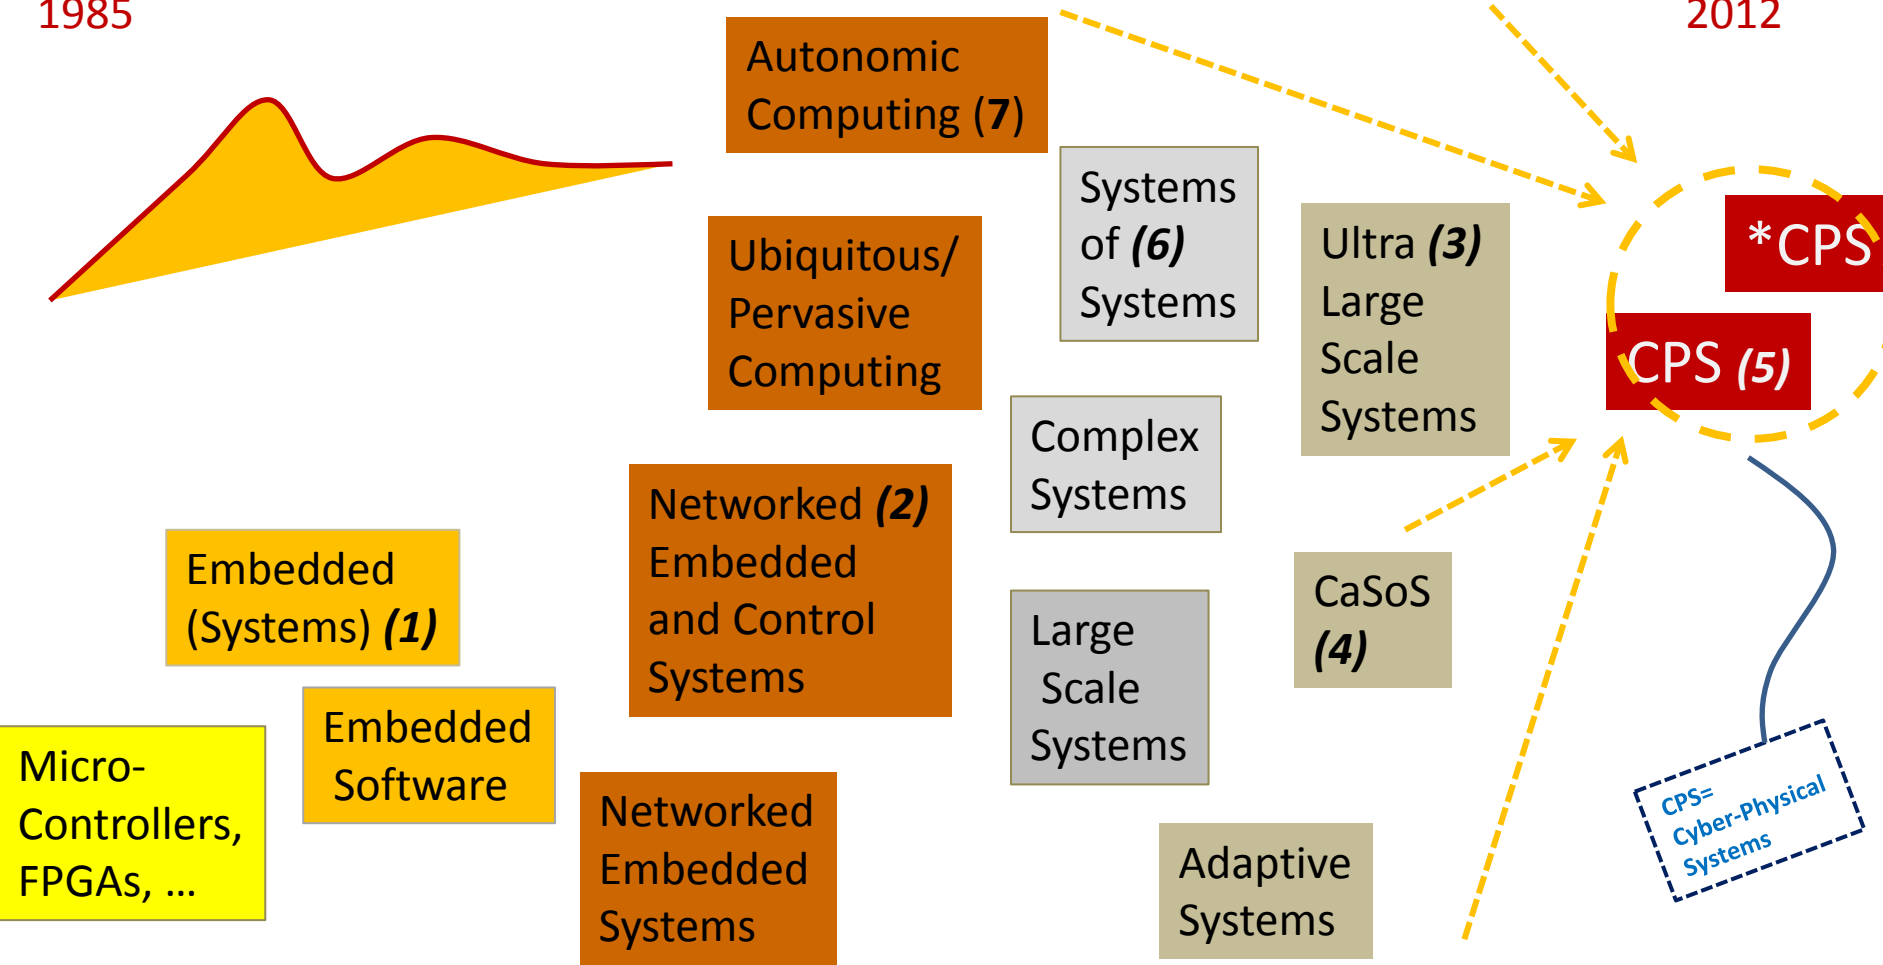 1985
2012
Autonomic
Computing (7)
Systems
of (6)
Systems
Ultra (3)
Large
Scale
Systems
*CPS
CPS (5)
Ubiquitous/
Pervasive
Computing
Complex
Systems
Networked (2)
Embedded
and Control
Systems
Embedded
(Systems) (1)
CaSoS
(4)
Large
Scale
Systems
Embedded
Software
Micro-
Controllers,
FPGAs, ...
Networked
Embedded
Systems
Adaptive
Systems
CPS=
Cyber-Physical
Systems